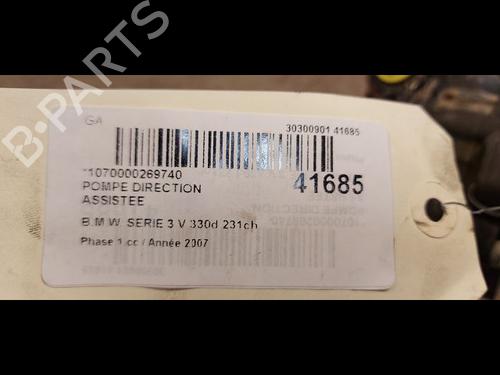 B-PARTS
GA
30300901 41685
*1070000269740
41685
POMPE DIRECTION
ASSISTEE
B.M.W. SERIE 3 V 330d 231ch
Phase 1 cc / Année 2007